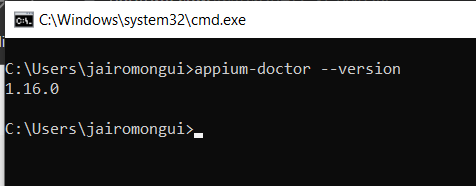 C:\Windows\system32\cmd.exe
C:\Users\jairomongui>appium-doctor --version
1.16.0
C:\Users\jairomongui>